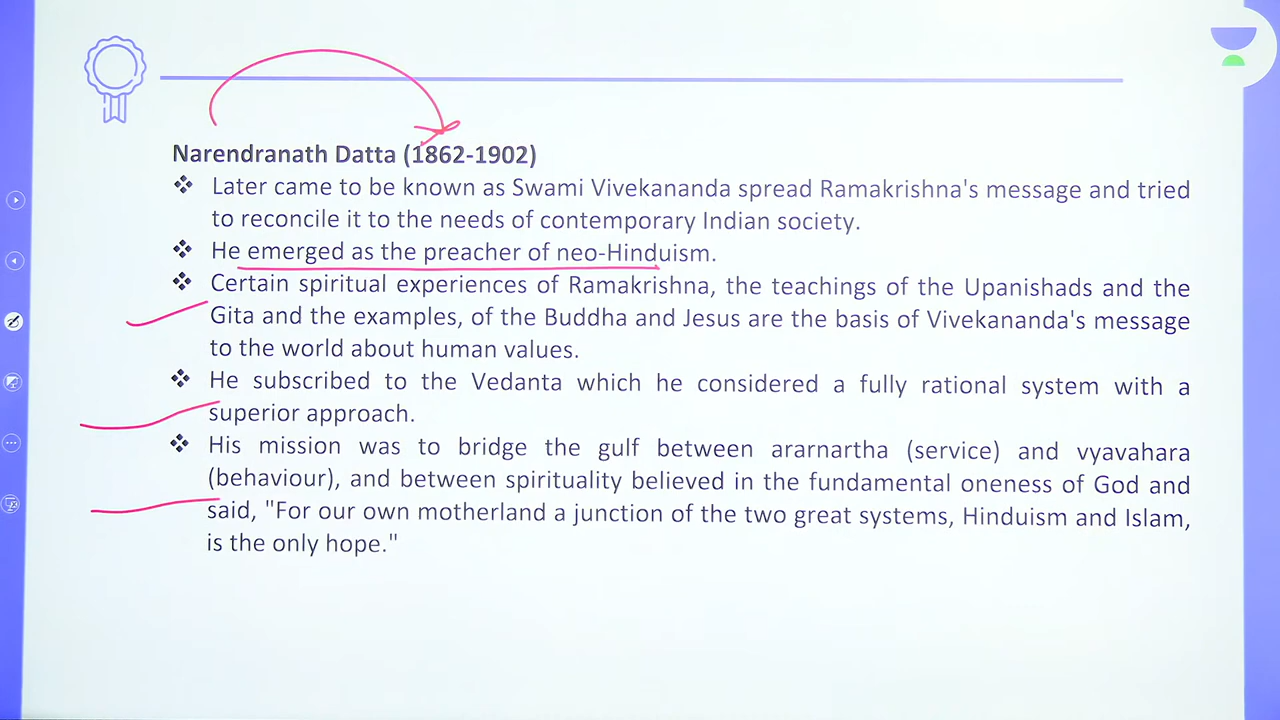 Narendranath Datta (1862-1902)
❖ Later came to be known as Swami Vivekananda spread Ramakrishna's message and tried
to reconcile it to the needs of contemporary Indian society.
❖ He emerged as the preacher of neo-Hinduism.
❖ Certain spiritual experiences of Ramakrishna, the teachings of the Upanishads and the
Gita and the examples, of the Buddha and Jesus are the basis of Vivekananda's message
to the world about human values.
❖ He subscribed to the Vedanta which he considered a fully rational system with a
superior approach.
❖ His mission was to bridge the gulf between ararnartha (service) and vyavahara
(behaviour), and between spirituality believed in the fundamental oneness of God and
said, "For our own motherland a junction of the two great systems, Hinduism and Islam,
is the only hope."